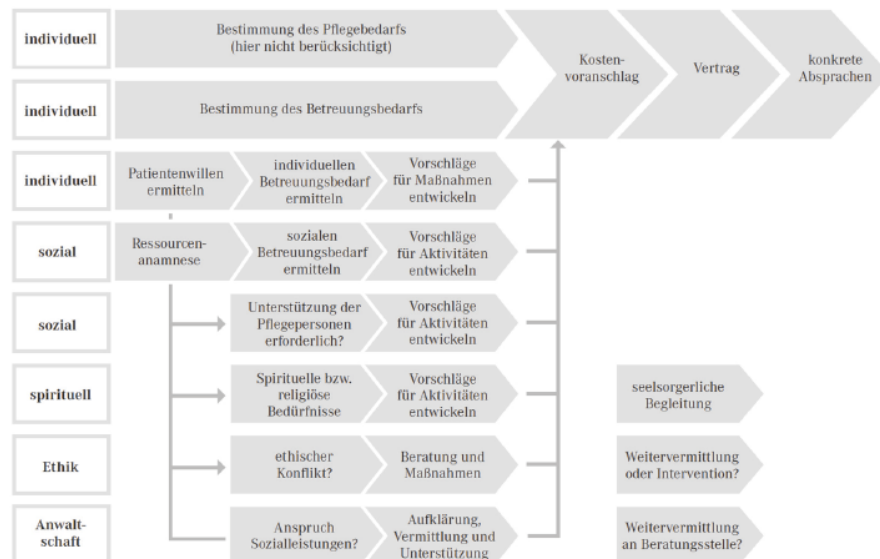 individuell
Bestimmung des Pflegebedarfs
(hier nicht berücksichtigt)
Kosten-
voranschlag
Vertrag
konkrete
Absprachen
individuell
Bestimmung des Betreuungsbedarfs
individuell
Patientenwillen
ermitteln
individuellen
Betreuungsbedarf
ermitteln
Vorschläge
für Maßnahmen
entwickeln
sozial
Ressourcen-
anamnese
sozialen
Betreuungsbedarf
ermitteln
Vorschläge
für Aktivitäten
entwickeln
sozial
Unterstützung der
Pflegepersonen
erforderlich?
Vorschläge
für Aktivitäten
entwickeln
spirituell
Spirituelle bzw.
religiöse
Bedürfnisse
Vorschläge
für Aktivitäten
entwickeln
seelsorgerliche
Begleitung
Ethik
ethischer
Konflikt?
Beratung und
Maßnahmen
Weitervermittlung
oder Intervention?
Anwalt-
schaft
Anspruch
Sozialleistungen?
Aufklärung,
Vermittlung und
Unterstützung
Weitervermittlung
an Beratungsstelle?